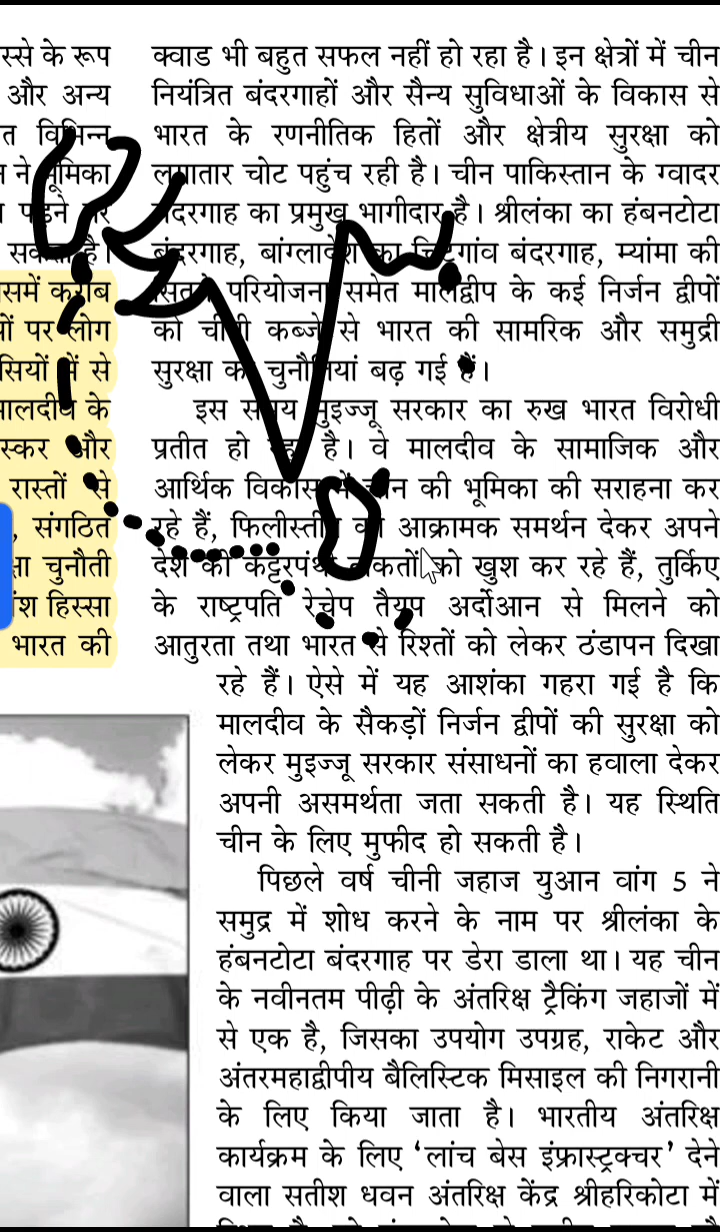 स्से के रूप
और अन्य
त विभिन्न
न ने भूमिका
सकता है।
समें करीब
ों पर लोग
सियों में से
मालदीव के
स्कर और
रास्तों से
, संगठित
क्षा चुनौती
ंश हिस्सा
भारत की
क्वाड भी बहुत सफल नहीं हो रहा है। इन क्षेत्रों में चीन
नियंत्रित बंदरगाहों और सैन्य सुविधाओं के विकास से
भारत के रणनीतिक हितों और क्षेत्रीय सुरक्षा को
लगातार चोट पहुंच रही है। चीन पाकिस्तान के ग्वादर
बंदरगाह का प्रमुख भागीदार है। श्रीलंका का हंबनटोटा
बंदरगाह, बांग्लादेश का चिट्टगांव बंदरगाह, म्यांमा की
परियोजना समेत मालद्वीप के कई निर्जन द्वीपों
को चीनी कब्जे से भारत की सामरिक और समुद्री
सुरक्षा की चुनौतियां बढ़ गई हैं।
इस समय मुइज्जू सरकार का रुख भारत विरोधी
प्रतीत हो रहा है। वे मालदीव के सामाजिक और
आर्थिक विकास में चीन की भूमिका की सराहना कर
रहे हैं, फिलीस्तीन का आक्रामक समर्थन देकर अपने
देश की कट्टरपंथी ताकतों को खुश कर रहे हैं, तुर्किए
के राष्ट्रपति रेचेप तैयप अर्दोआन से मिलने को
आतुरता तथा भारत से रिश्तों को लेकर ठंडापन दिखा
रहे हैं। ऐसे में यह आशंका गहरा गई है कि
मालदीव के सैकड़ों निर्जन द्वीपों की सुरक्षा को
लेकर मुइज्जू सरकार संसाधनों का हवाला देकर
अपनी असमर्थता जता सकती है। यह स्थिति
चीन के लिए मुफीद हो सकती है।
पिछले वर्ष चीनी जहाज युआन वांग 5 ने
समुद्र में शोध करने के नाम पर श्रीलंका के
हंबनटोटा बंदरगाह पर डेरा डाला था। यह चीन
के नवीनतम पीढ़ी के अंतरिक्ष ट्रैकिंग जहाजों में
से एक है, जिसका उपयोग उपग्रह, राकेट और
अंतरमहाद्वीपीय बैलिस्टिक मिसाइल की निगरानी
के लिए किया जाता है। भारतीय अंतरिक्ष
कार्यक्रम के लिए ‘लांच बेस इंफ्रास्ट्रक्चर’ देने
वाला सतीश धवन अंतरिक्ष केंद्र श्रीहरिकोटा में